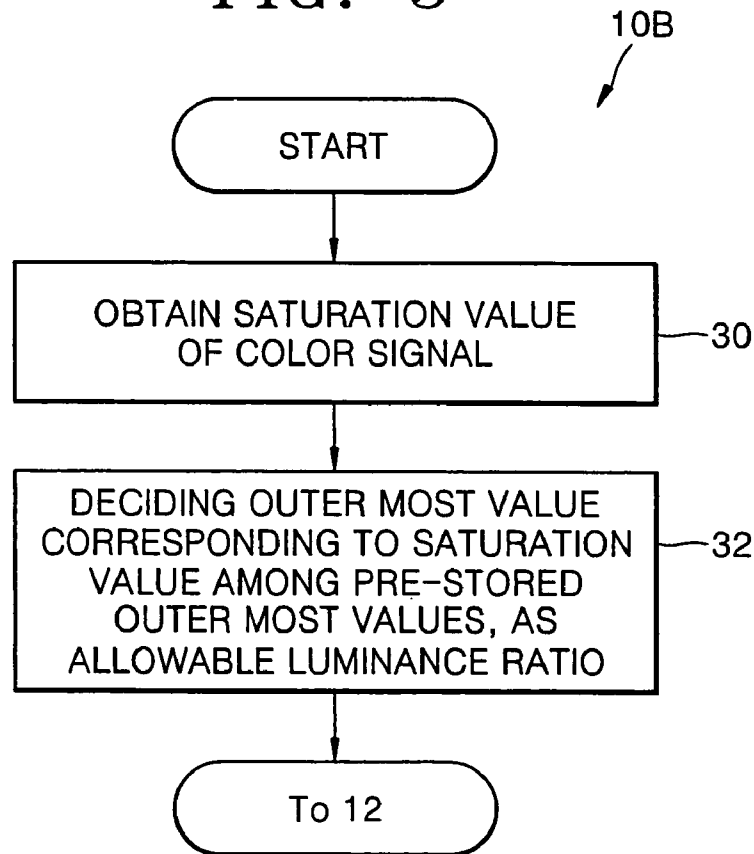 FIG.
10B
START
OBTAIN SATURATION VALUE
OF COLOR SIGNAL
30
DECIDING OUTER MOST VALUE
CORRESPONDING TO SATURATION
VALUE AMONG PRE-STORED
OUTER MOST VALUES, AS
ALLOWABLE LUMINANCE RATIO
32
To 12